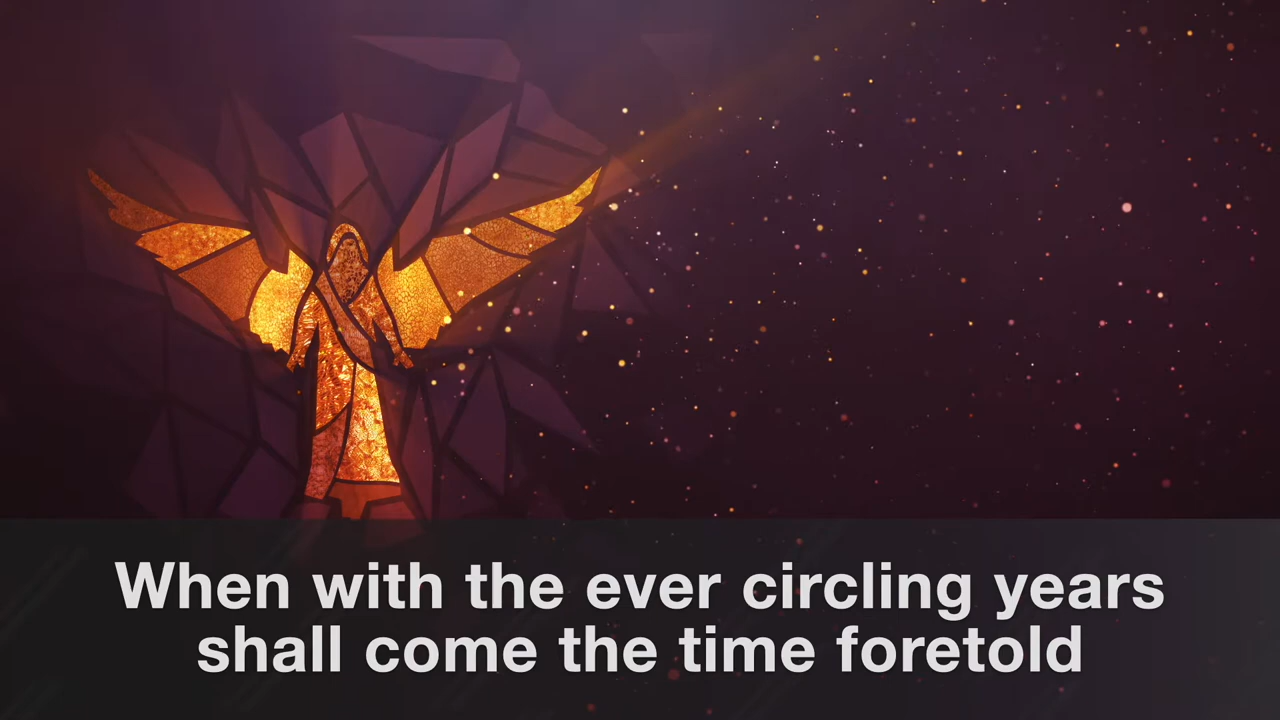 When with the ever circling years
shall come the time foretold